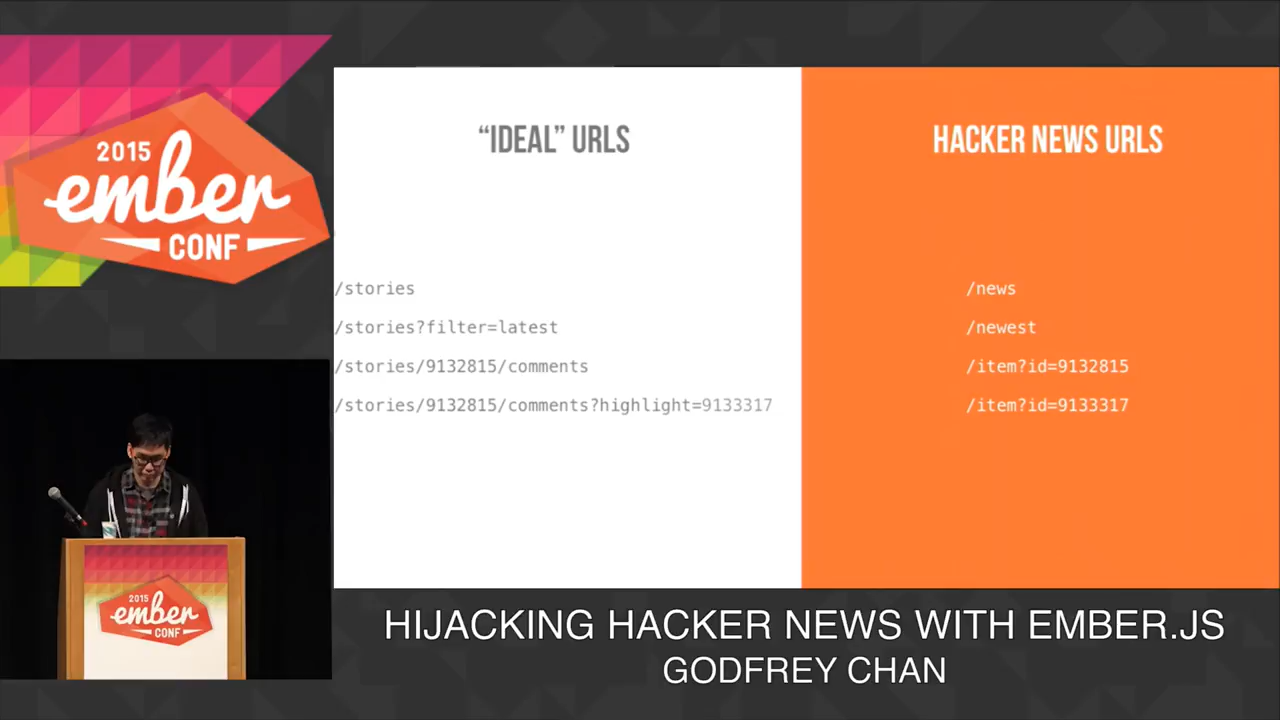 2015
ember
CONF
“IDEAL” URLS
/stories
/stories?filter=latest
/stories/9132815/comments
/stories/9132815/comments?highlight=9133317
HACKER NEWS URLS
/news
/newest
/item?id=9132815
/item?id=9133317
2015
ember
CONF
HIJACKING HACKER NEWS WITH EMBER.JS
GODFREY CHAN